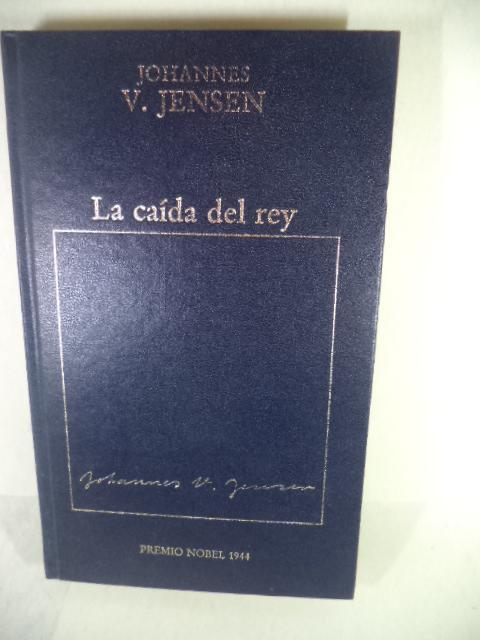 JOHANNES
V. JENSEN
La caída del rey
Johannes V. Jensen
PREMIO NOBEL 1944